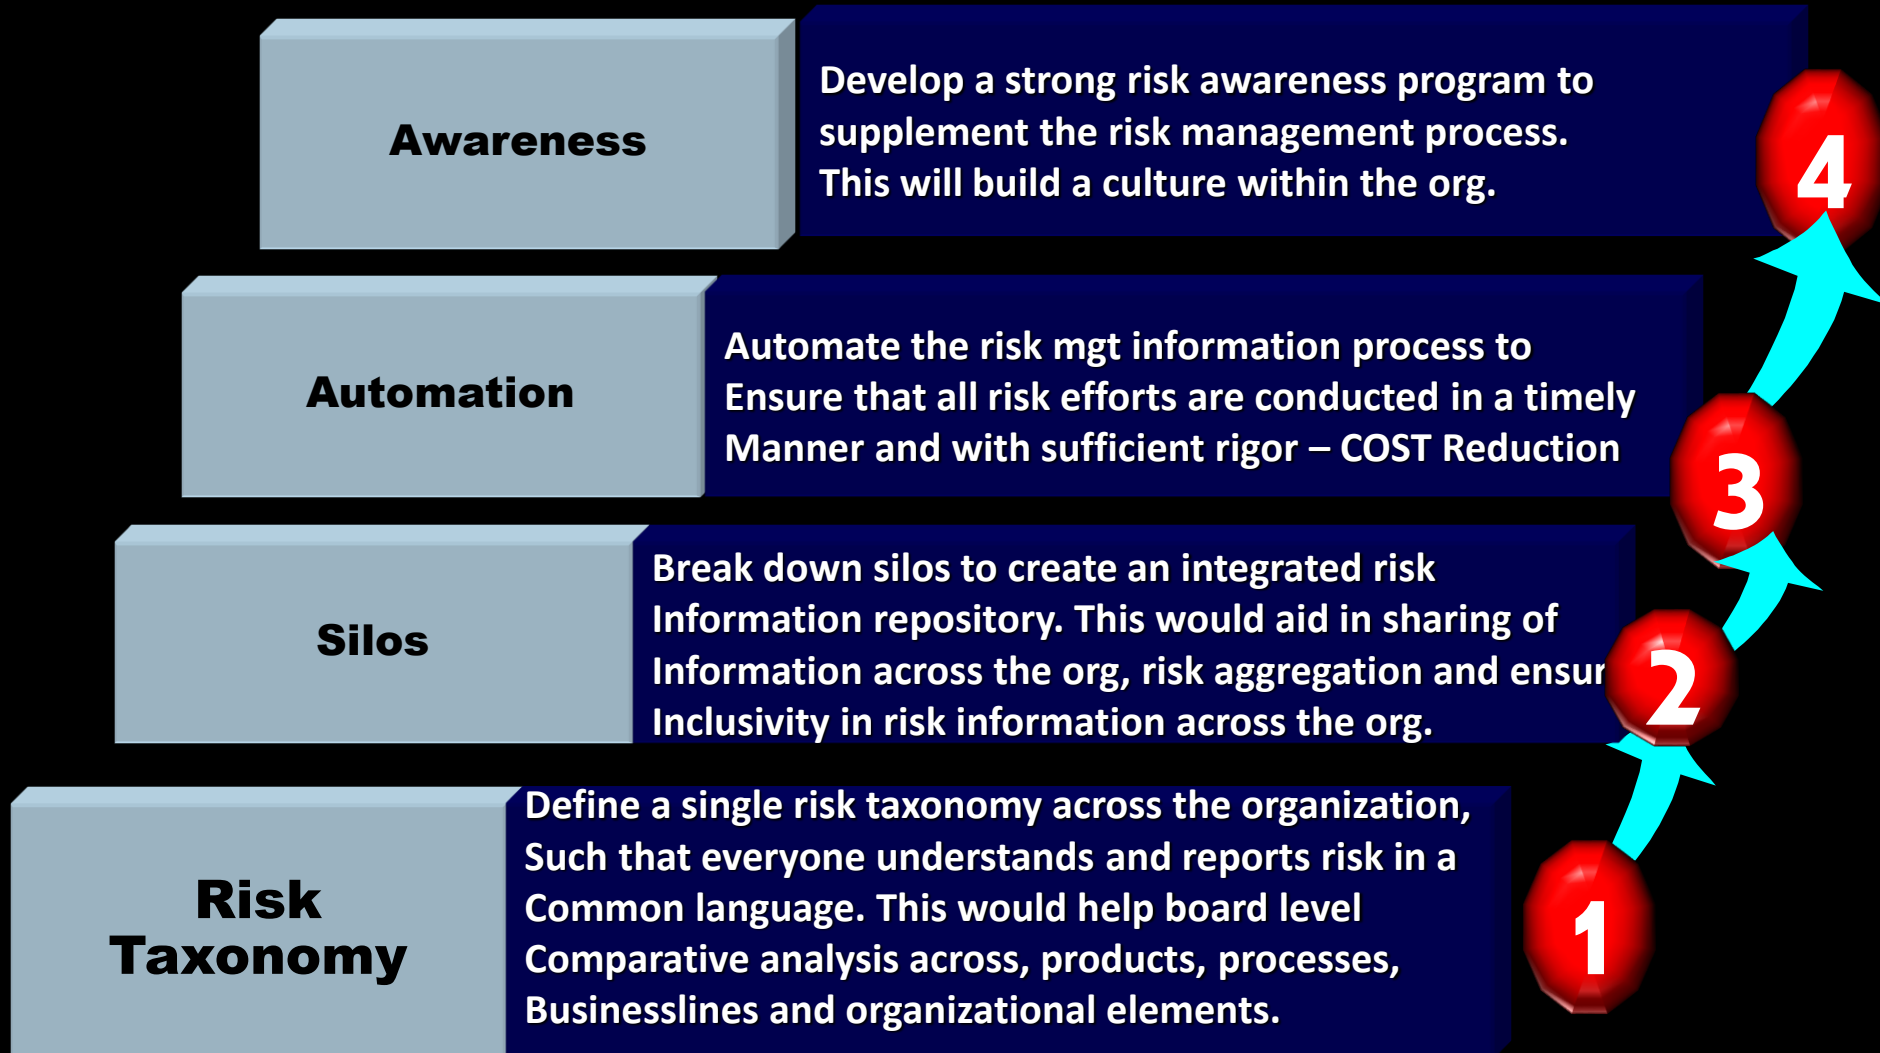 Awareness
Develop a strong risk awareness program to
supplement the risk management process.
This will build a culture within the org.
4
Automation
Automate the risk mgt information process to
Ensure that all risk efforts are conducted in a timely
Manner and with sufficient rigor – COST Reduction
3
Silos
Break down silos to create an integrated risk
Information repository. This would aid in sharing of
Information across the org, risk aggregation and ensur
Inclusivity in risk information across the org.
2
Risk
Taxonomy
Define a single risk taxonomy across the organization,
Such that everyone understands and reports risk in a
Common language. This would help board level
Comparative analysis across, products, processes,
Businesslines and organizational elements.
1